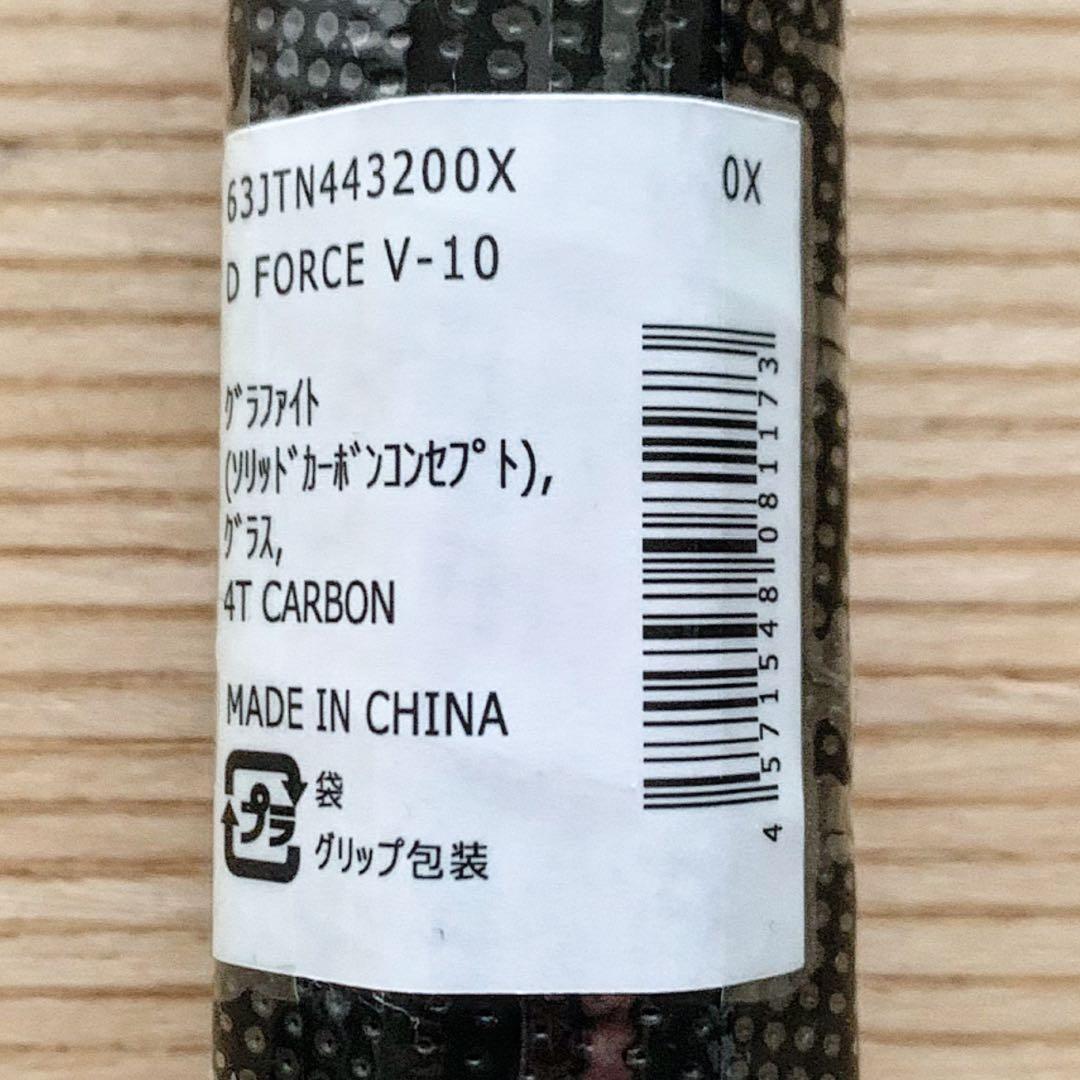 63JTN443200X 0X
D FORCE V-10
ｸﾞﾗﾌｧｲﾄ
(ｿﾘｯﾄﾞｶｰﾎﾞﾝｺﾝｾﾌﾟﾄ),
ｸﾞﾗｽ,
4T CARBON
MADE IN CHINA
プラ 袋
グリップ包装
4 571548 081173